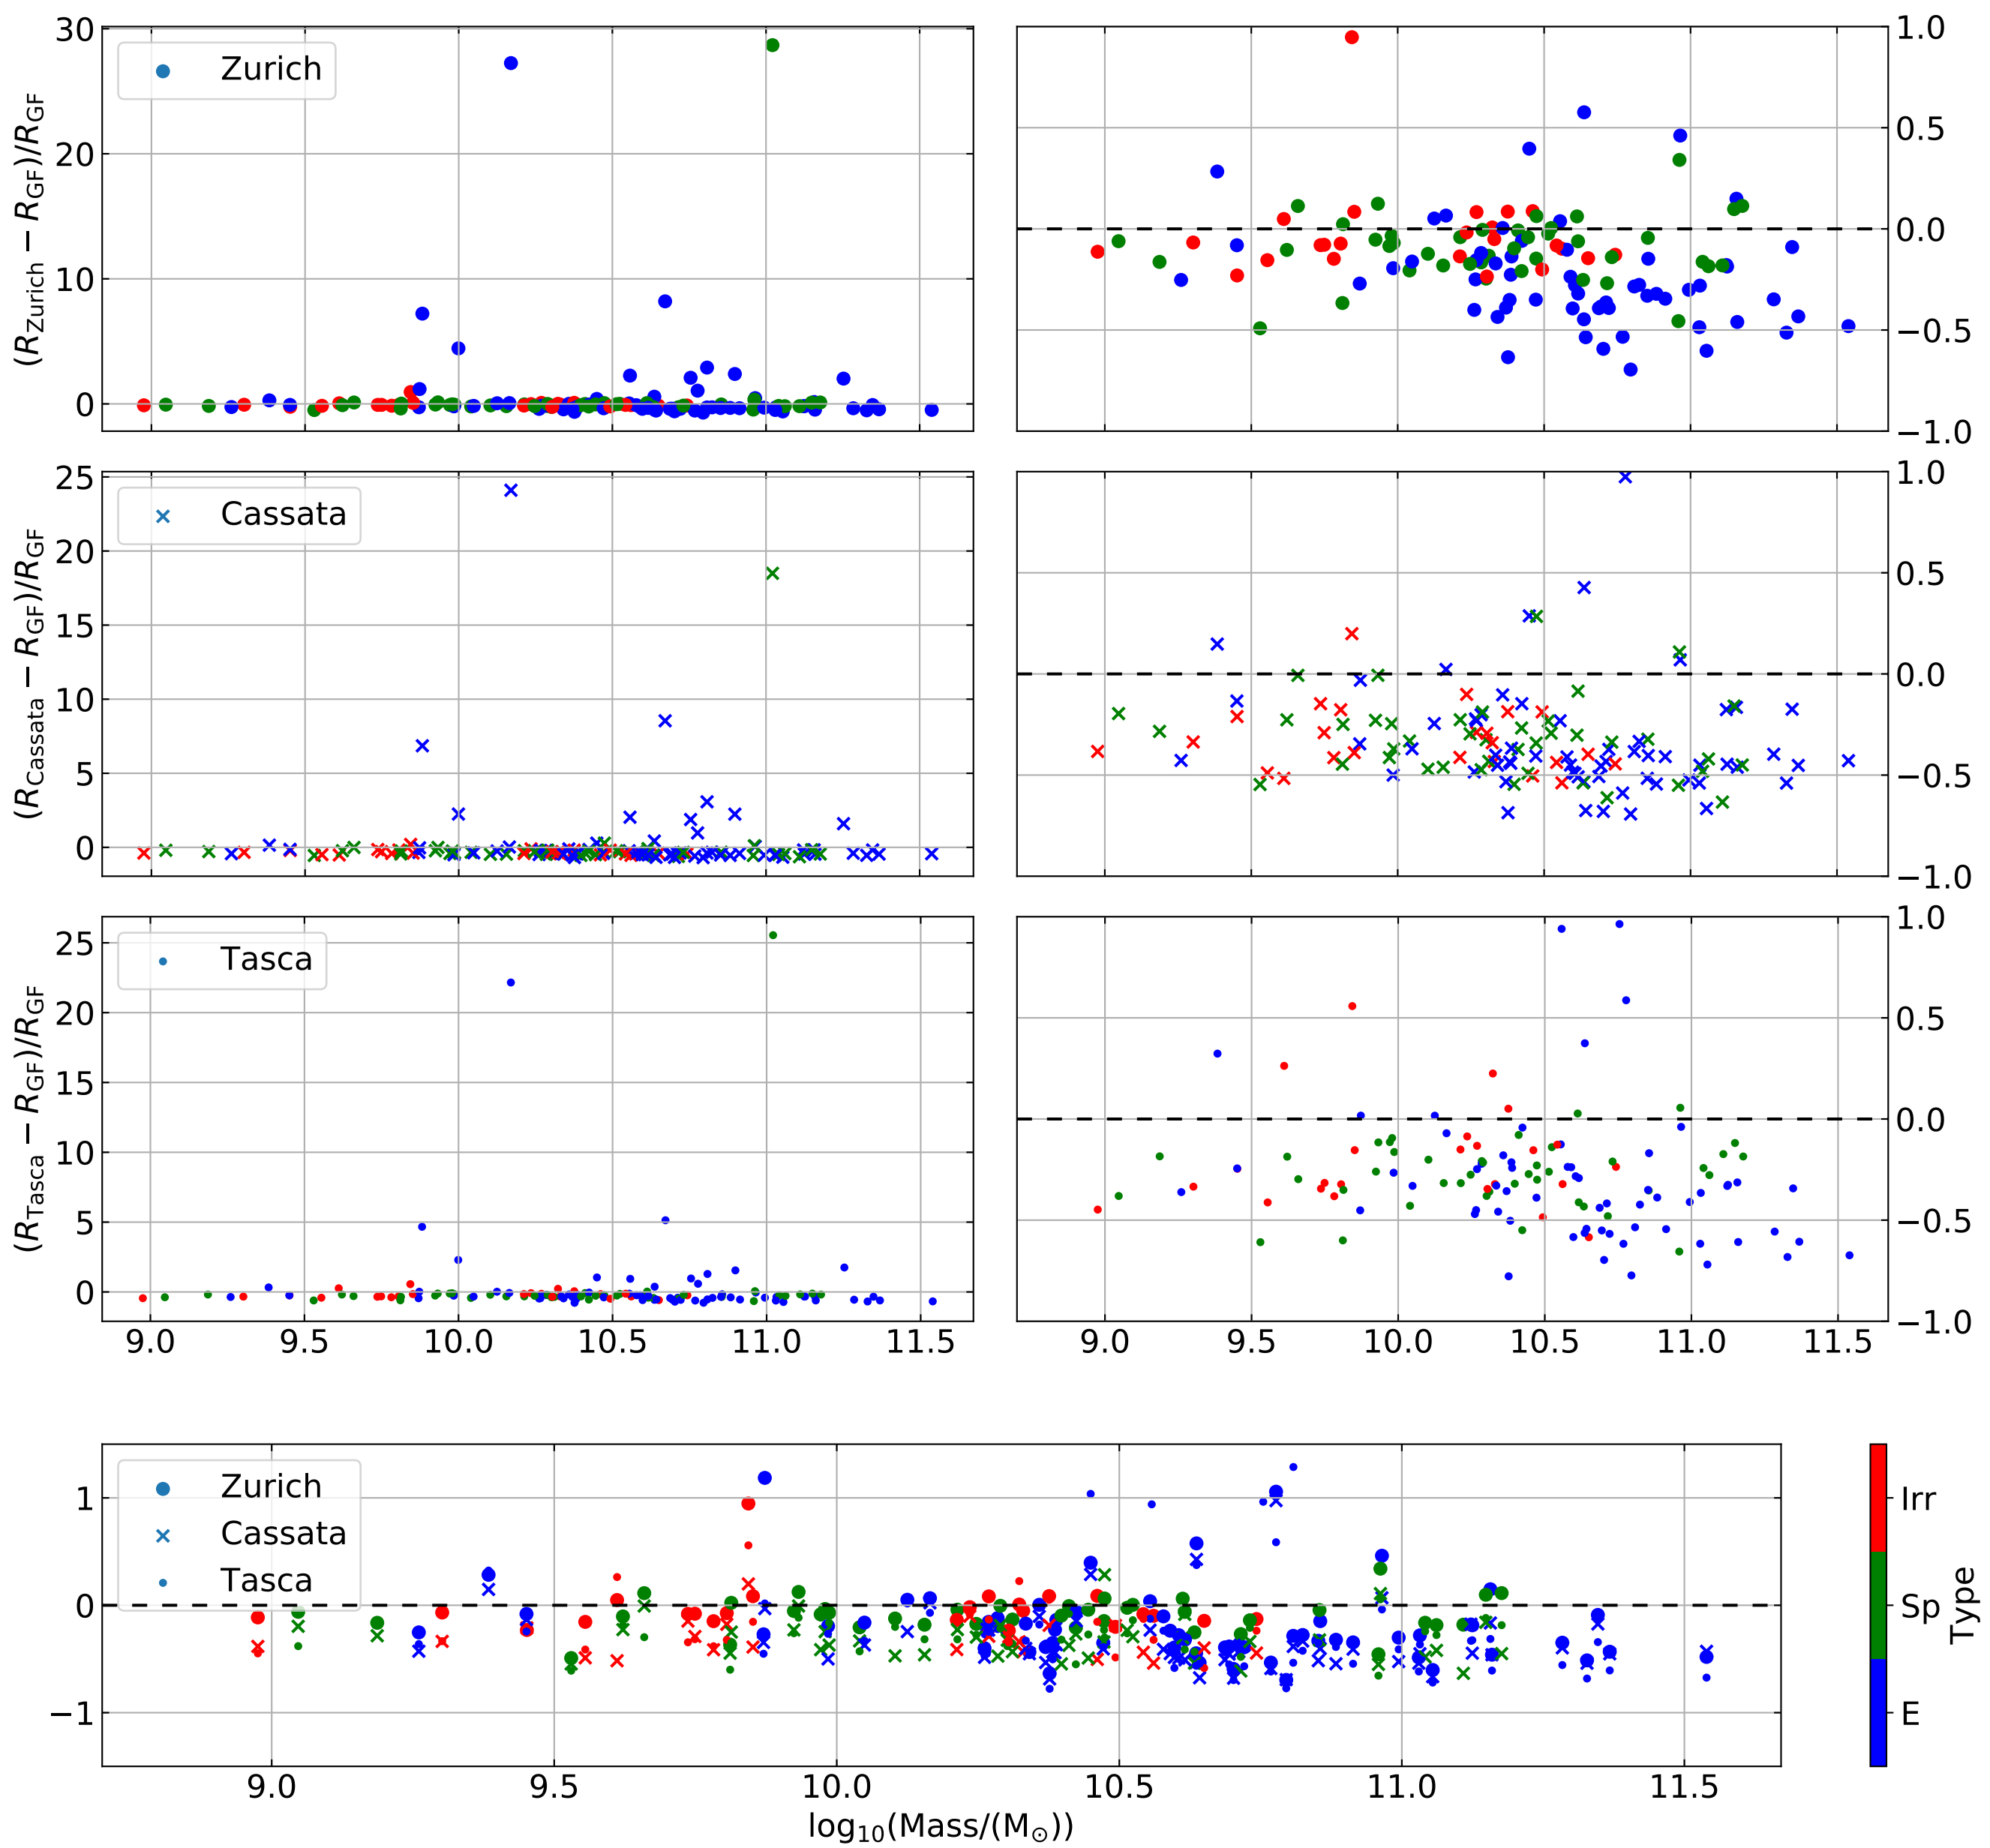 30
20
10
0
(R_Zurich − R_GF)/R_GF
Zurich
1.0
0.5
0.0
−0.5
−1.0
25
20
15
10
5
0
(R_Cassata − R_GF)/R_GF
Cassata
1.0
0.5
0.0
−0.5
−1.0
25
20
15
10
5
0
(R_Tasca − R_GF)/R_GF
Tasca
1.0
0.5
0.0
−0.5
−1.0
9.0 9.5 10.0 10.5 11.0 11.5
9.0 9.5 10.0 10.5 11.0 11.5
1
0
−1
Zurich
Cassata
Tasca
Irr
Sp
E
Type
9.0 9.5 10.0 10.5 11.0 11.5
log₁₀(Mass/(M☉))